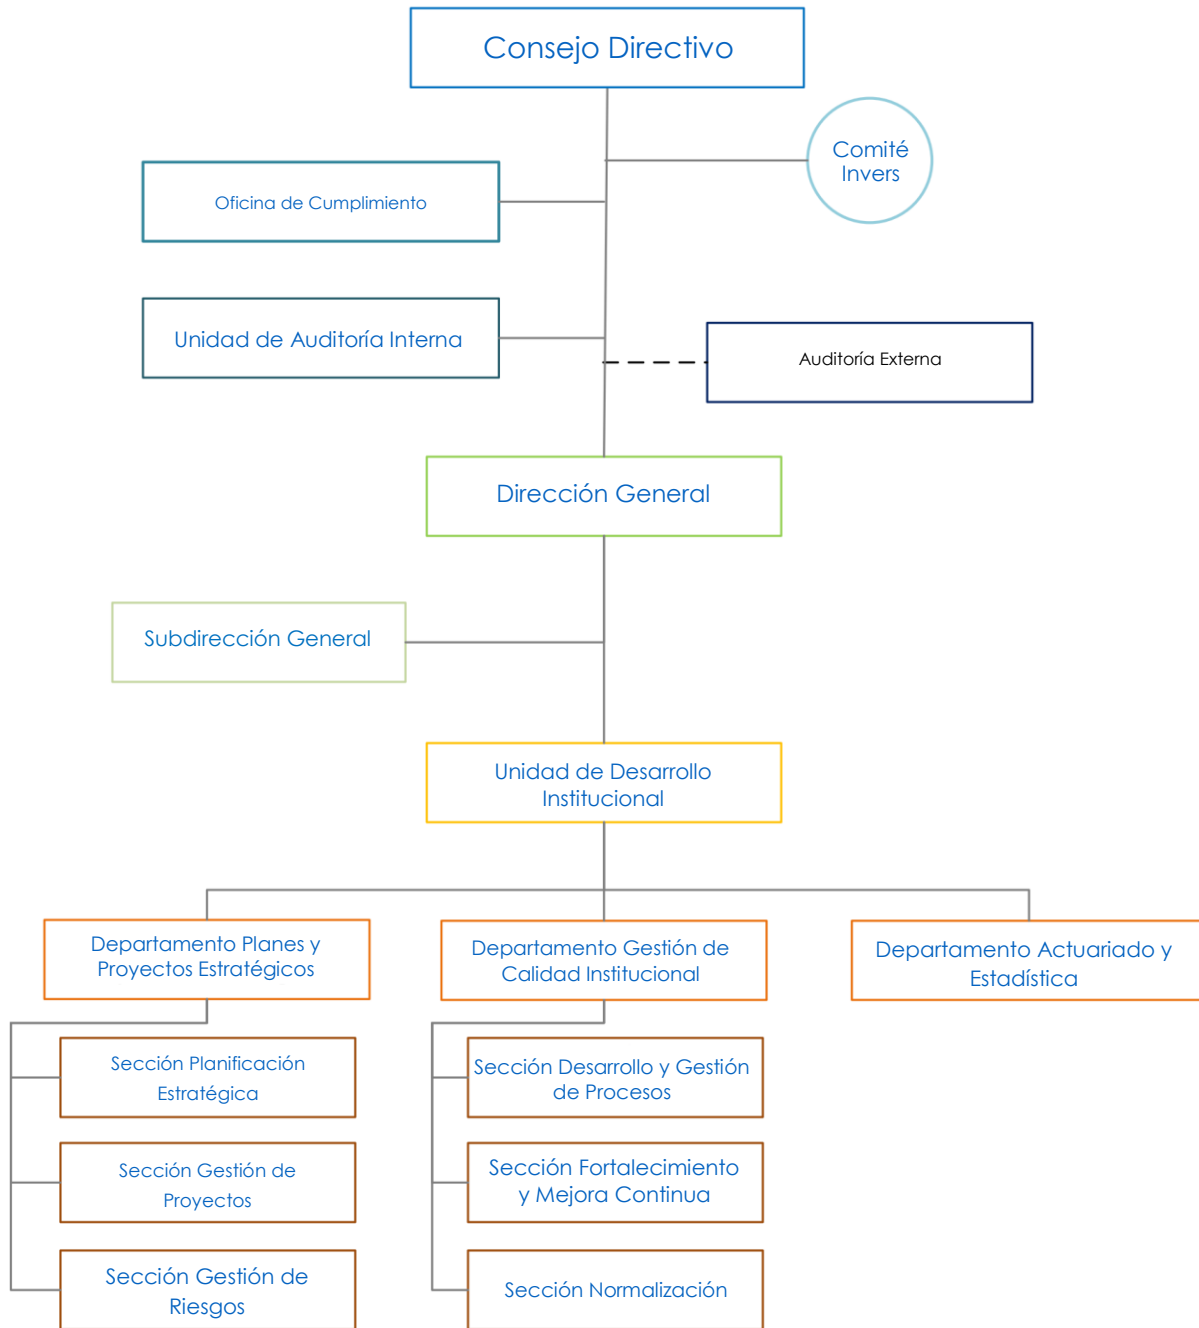 Consejo Directivo
Comité
Invers
Oficina de Cumplimiento
Unidad de Auditoría Interna
Auditoría Externa
Dirección General
Subdirección General
Unidad de Desarrollo
Institucional
Departamento Planes y
Proyectos Estratégicos
Departamento Gestión de
Calidad Institucional
Departamento Actuariado y
Estadística
Sección Planificación
Estratégica
Sección Gestión de
Proyectos
Sección Gestión de
Riesgos
Sección Desarrollo y Gestión
de Procesos
Sección Fortalecimiento
y Mejora Continua
Sección Normalización